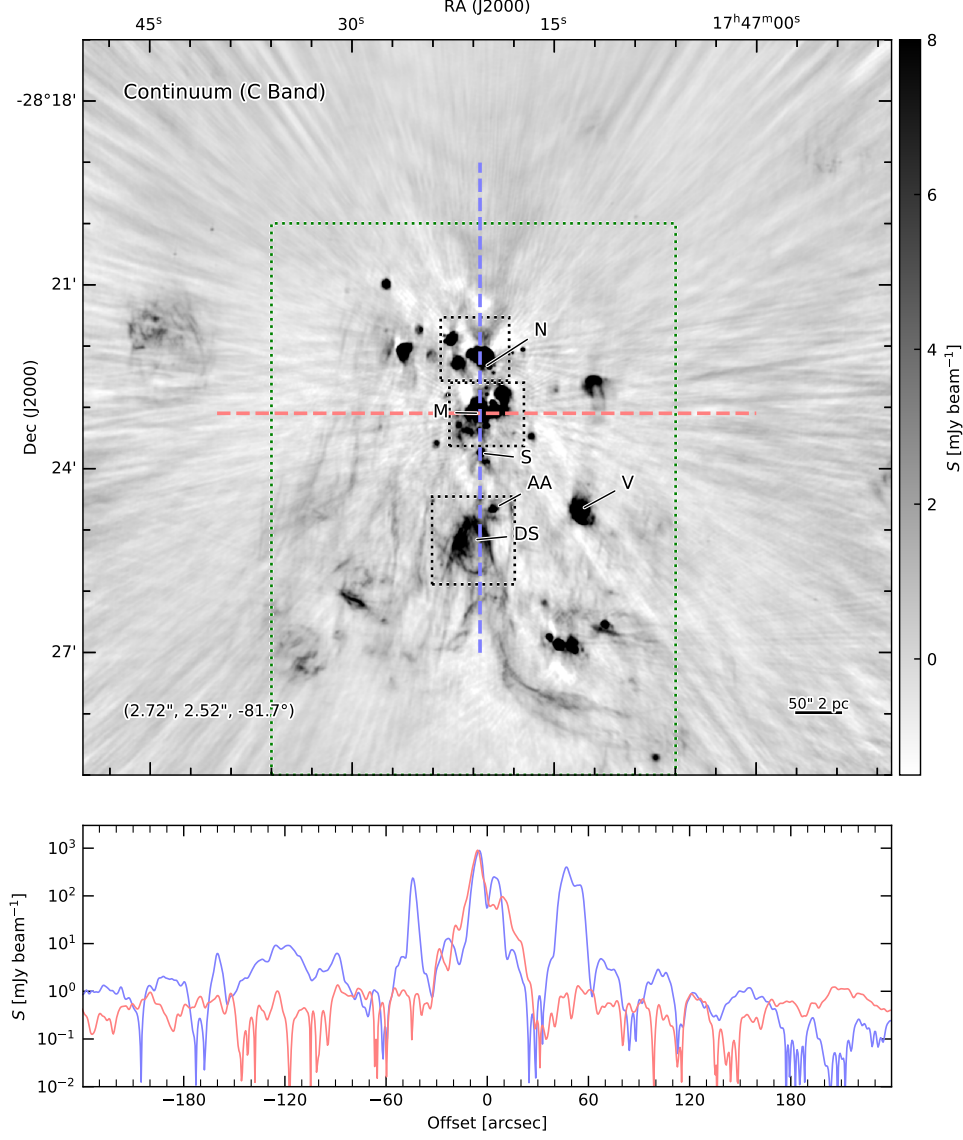 RA (J2000)
45ˢ 30ˢ 15ˢ 17ʰ47ᵐ00ˢ
Continuum (C Band)
-28°18'
21'
24'
27'
Dec (J2000)
N
M
S
AA
V
DS
(2.72", 2.52", -81.7°)
50" 2 pc
8
6
4
2
0
S [mJy beam⁻¹]
S [mJy beam⁻¹]
10³
10²
10¹
10⁰
10⁻¹
10⁻²
−180 −120 −60 0 60 120 180
Offset [arcsec]